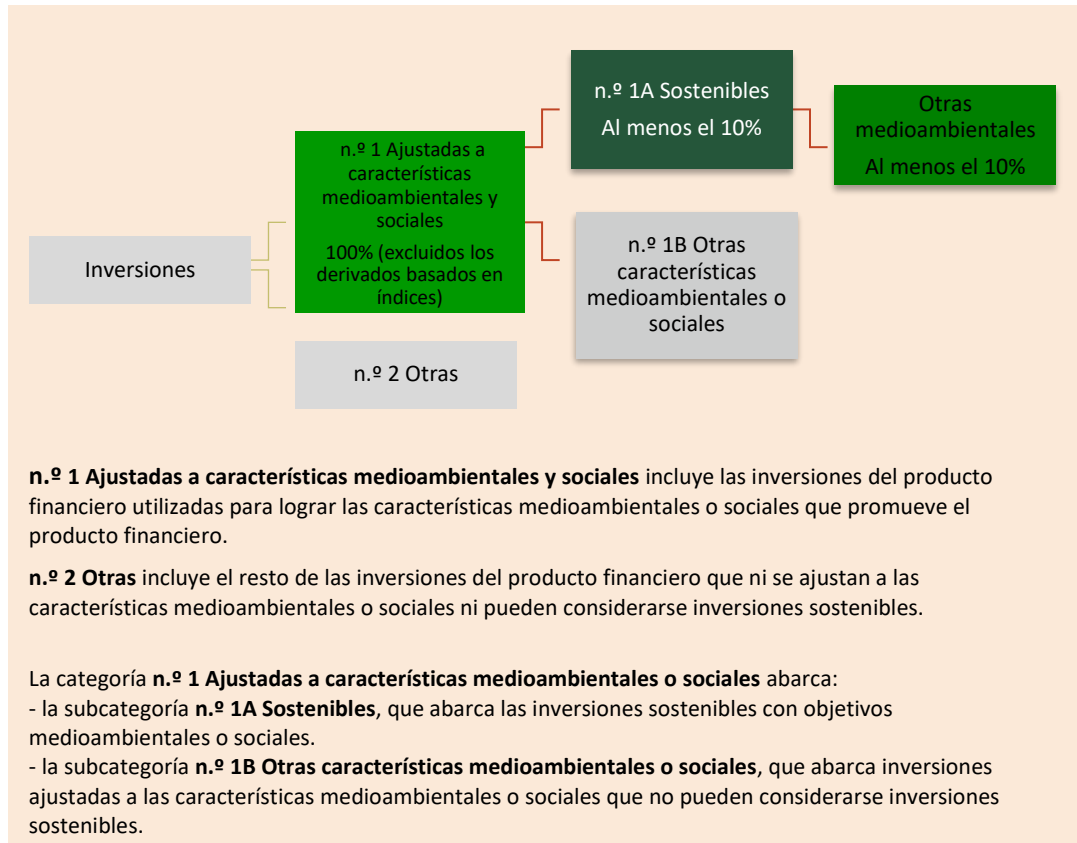 n.º 1A Sostenibles
Al menos el 10%
Otras
medioambientales
Al menos el 10%
n.º 1 Ajustadas a
características
medioambientales y
sociales
100% (excluidos los
derivados basados en
índices)
Inversiones
n.º 1B Otras
características
medioambientales o
sociales
n.º 2 Otras
n.º 1 Ajustadas a características medioambientales y sociales incluye las inversiones del producto
financiero utilizadas para lograr las características medioambientales o sociales que promueve el
producto financiero.
n.º 2 Otras incluye el resto de las inversiones del producto financiero que ni se ajustan a las
características medioambientales o sociales ni pueden considerarse inversiones sostenibles.
La categoría n.º 1 Ajustadas a características medioambientales o sociales abarca:
- la subcategoría n.º 1A Sostenibles, que abarca las inversiones sostenibles con objetivos
medioambientales o sociales.
- la subcategoría n.º 1B Otras características medioambientales o sociales, que abarca inversiones
ajustadas a las características medioambientales o sociales que no pueden considerarse inversiones
sostenibles.